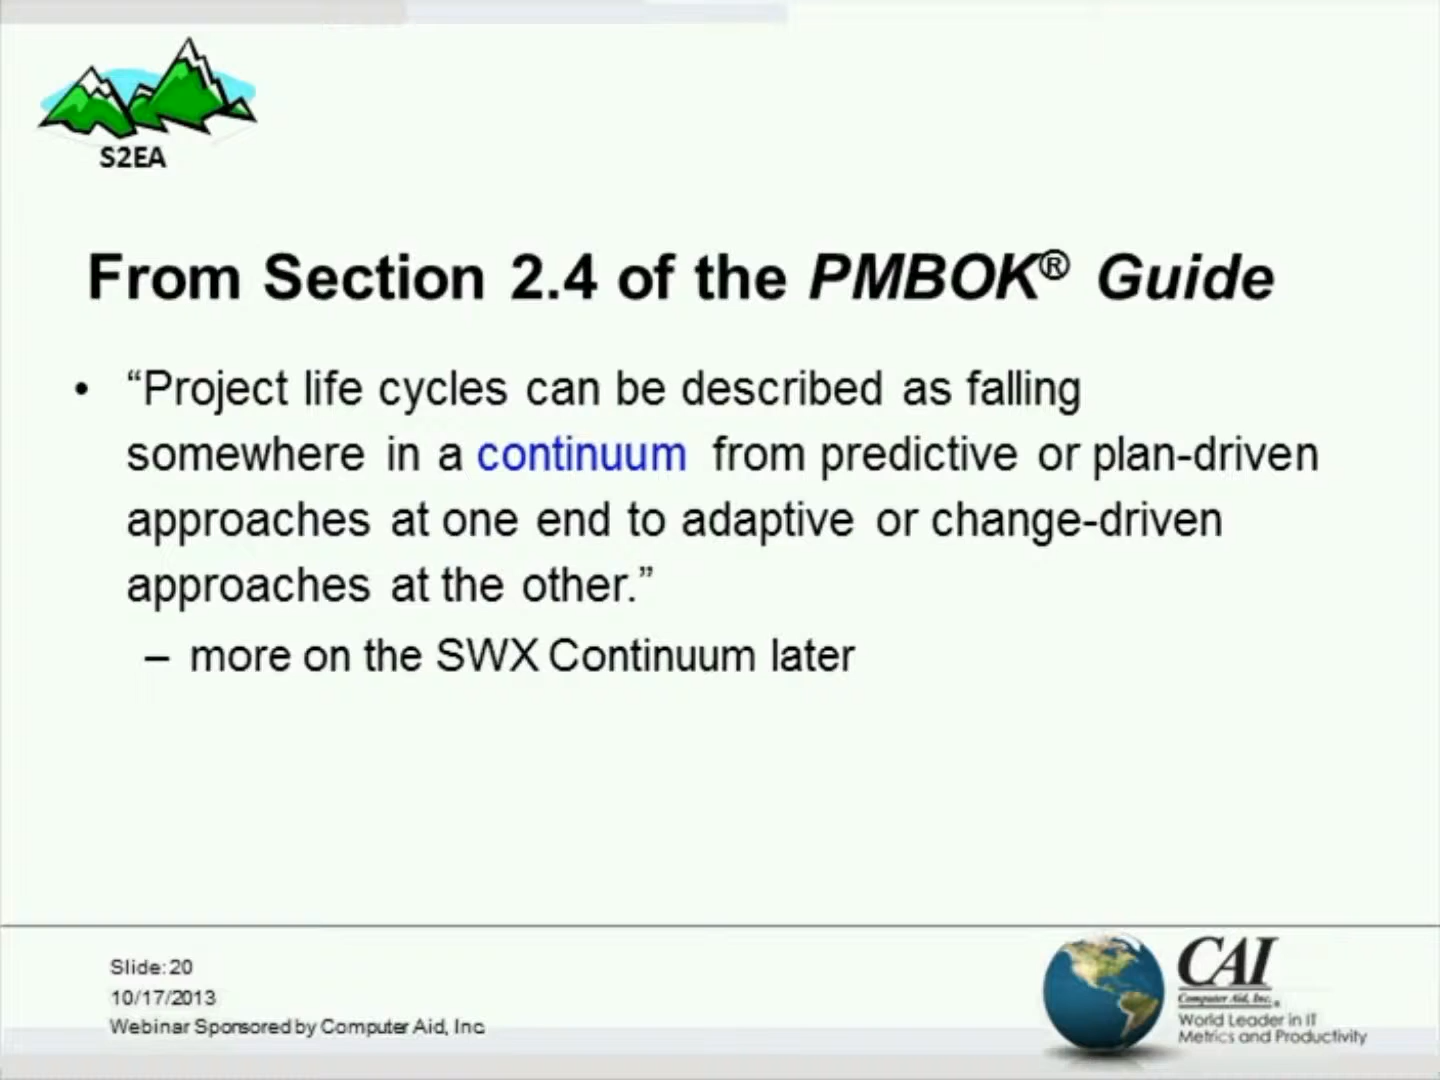 S2EA
From Section 2.4 of the PMBOK® Guide
• “Project life cycles can be described as falling
somewhere in a continuum from predictive or plan-driven
approaches at one end to adaptive or change-driven
approaches at the other.”
– more on the SWX Continuum later
Slide: 20
10/17/2013
Webinar Sponsored by Computer Aid, Inc
CAI
Computer Aid, Inc.
World Leader in IT
Metrics and Productivity